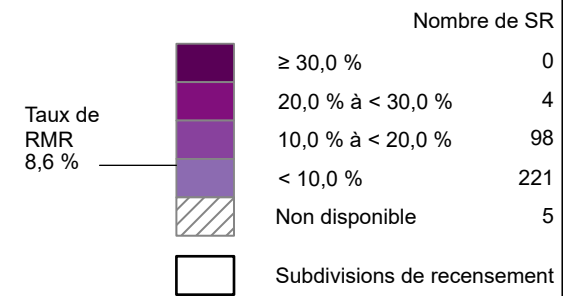 Nombre de SR
≥ 30,0 % 0
20,0 % à < 30,0 % 4
Taux de
RMR
8,6 %
10,0 % à < 20,0 % 98
< 10,0 % 221
Non disponible 5
Subdivisions de recensement